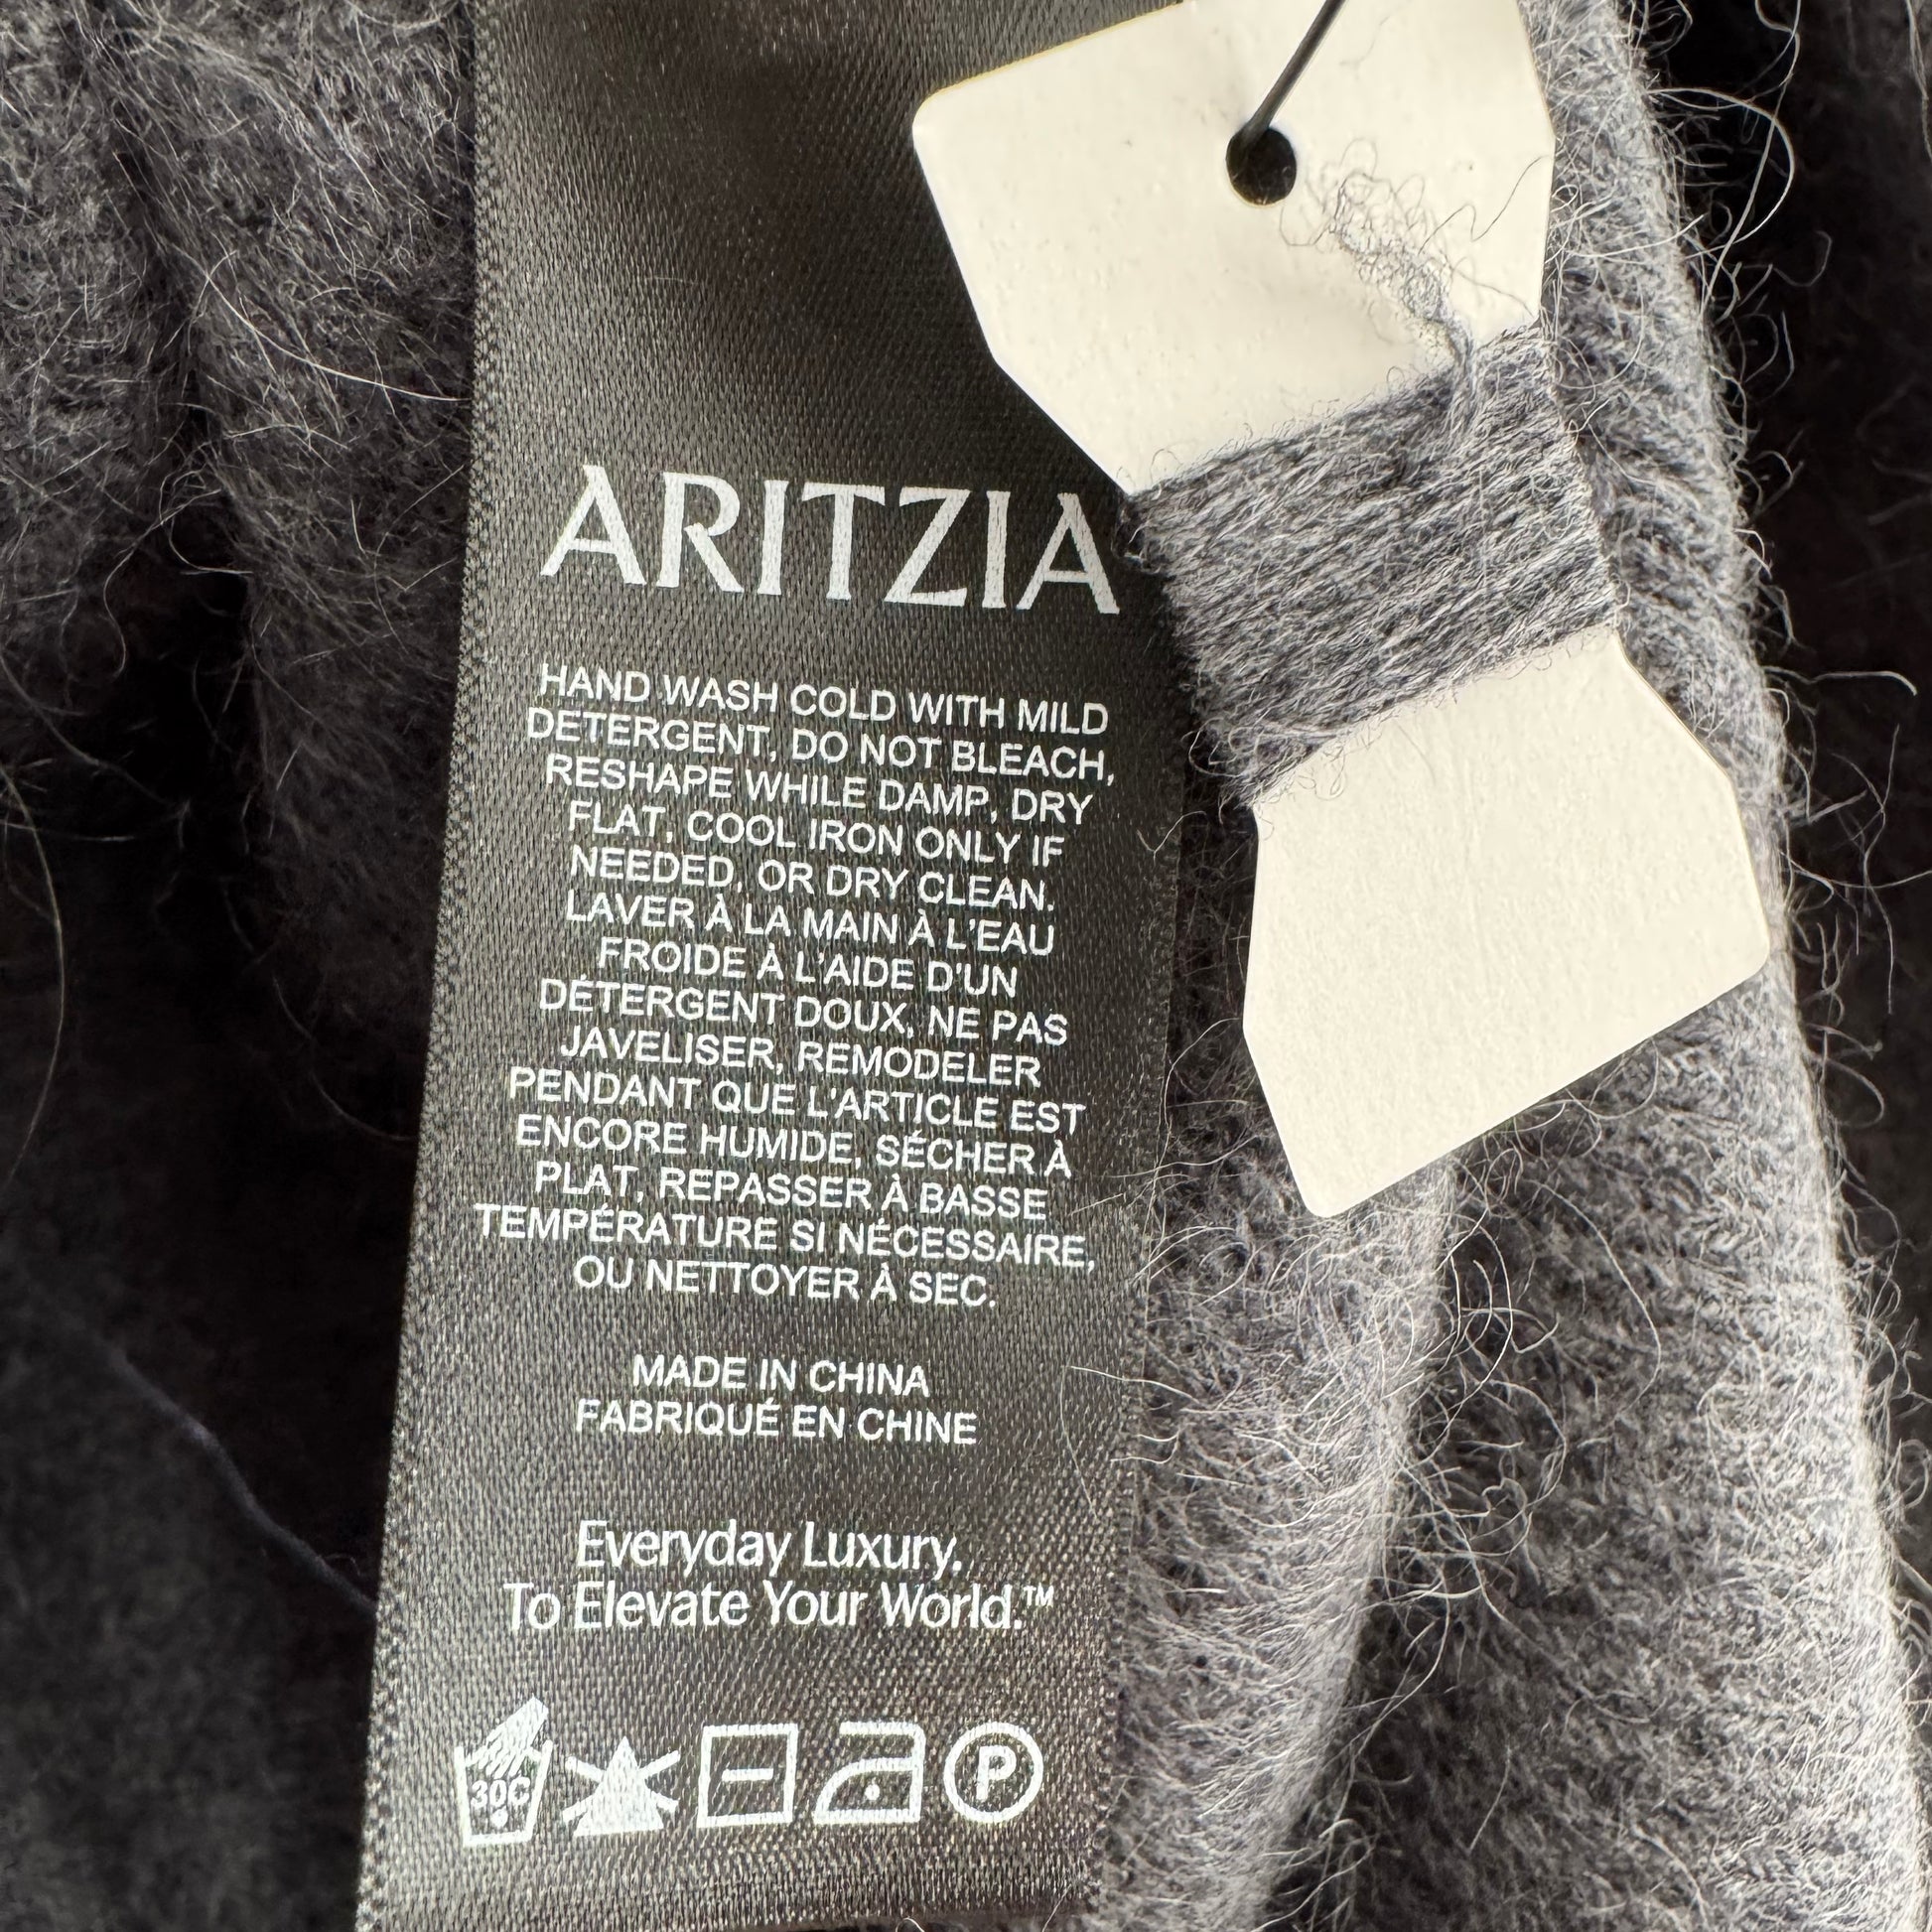 ARITZIA
HAND WASH COLD WITH MILD
DETERGENT, DO NOT BLEACH,
RESHAPE WHILE DAMP, DRY
FLAT, COOL IRON ONLY IF
NEEDED, OR DRY CLEAN.
LAVER À LA MAIN À L'EAU
FROIDE À L'AIDE D'UN
DÉTERGENT DOUX, NE PAS
JAVELISER, REMODELER
PENDANT QUE L'ARTICLE EST
ENCORE HUMIDE, SÉCHER À
PLAT, REPASSER À BASSE
TEMPÉRATURE SI NÉCESSAIRE,
OU NETTOYER À SEC.
MADE IN CHINA
FABRIQUÉ EN CHINE
Everyday Luxury.
To Elevate Your World.™
30C P